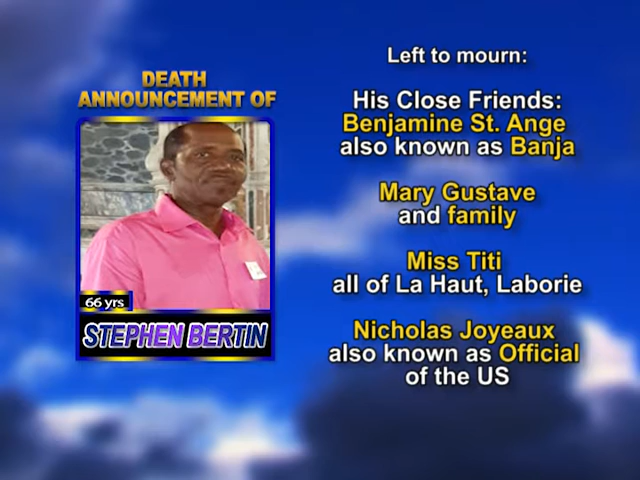 DEATH
ANNOUNCEMENT OF
66 yrs
STEPHEN BERTIN
Left to mourn:
His Close Friends:
Benjamine St. Ange
also known as Banja
Mary Gustave
and family
Miss Titi
all of La Haut, Laborie
Nicholas Joyeaux
also known as Official
of the US